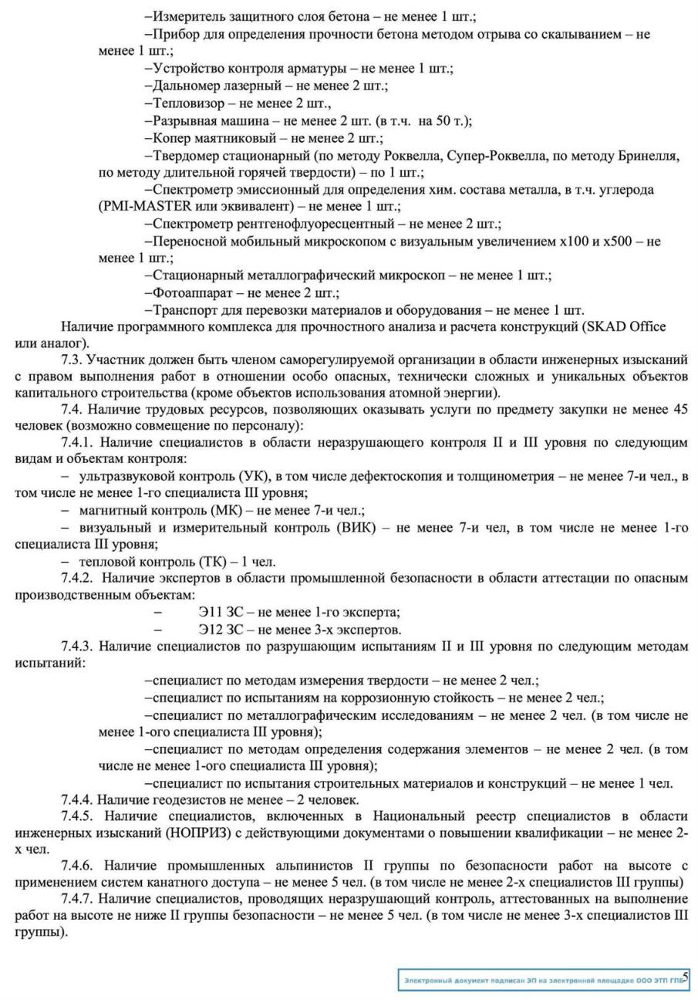 –Измеритель защитного слоя бетона – не менее 1 шт.;
–Прибор для определения прочности бетона методом отрыва со скалыванием – не
менее 1 шт.;
–Устройство контроля арматуры – не менее 1 шт.;
–Дальномер лазерный – не менее 2 шт.;
–Тепловизор – не менее 2 шт.,
–Разрывная машина – не менее 2 шт. (в т.ч. на 50 т.);
–Копер маятниковый – не менее 2 шт.;
–Твердомер стационарный (по методу Роквелла, Супер-Роквелла, по методу Бринелля,
по методу длительной горячей твердости) – по 1 шт.;
–Спектрометр эмиссионный для определения хим. состава металла, в т.ч. углерода
(PMI-MASTER или эквивалент) – не менее 1 шт.;
–Спектрометр рентгенофлуоресцентный – не менее 2 шт.;
–Переносной мобильный микроскопом с визуальным увеличением х100 и х500 – не
менее 1 шт.;
–Стационарный металлографический микроскоп – не менее 1 шт.;
–Фотоаппарат – не менее 2 шт.;
–Транспорт для перевозки материалов и оборудования – не менее 1 шт.
Наличие программного комплекса для прочностного анализа и расчета конструкций (SKAD Office
или аналог).
7.3. Участник должен быть членом саморегулируемой организации в области инженерных изысканий
с правом выполнения работ в отношении особо опасных, технически сложных и уникальных объектов
капитального строительства (кроме объектов использования атомной энергии).
7.4. Наличие трудовых ресурсов, позволяющих оказывать услуги по предмету закупки не менее 45
человек (возможно совмещение по персоналу):
7.4.1. Наличие специалистов в области неразрушающего контроля II и III уровня по следующим
видам и объектам контроля:
– ультразвуковой контроль (УК), в том числе дефектоскопия и толщинометрия – не менее 7-и чел., в
том числе не менее 1-го специалиста III уровня;
– магнитный контроль (МК) – не менее 7-и чел.;
– визуальный и измерительный контроль (ВИК) – не менее 7-и чел, в том числе не менее 1-го
специалиста III уровня;
– тепловой контроль (ТК) – 1 чел.
7.4.2. Наличие экспертов в области промышленной безопасности в области аттестации по опасным
производственным объектам:
– Э11 ЗС – не менее 1-го эксперта;
– Э12 ЗС – не менее 3-х экспертов.
7.4.3. Наличие специалистов по разрушающим испытаниям II и III уровня по следующим методам
испытаний:
–специалист по методам измерения твердости – не менее 2 чел.;
–специалист по испытаниям на коррозионную стойкость – не менее 2 чел.;
–специалист по металлографическим исследованиям – не менее 2 чел. (в том числе не
менее 1-ого специалиста III уровня);
–специалист по методам определения содержания элементов – не менее 2 чел. (в том
числе не менее 1-ого специалиста III уровня);
–специалист по испытания строительных материалов и конструкций – не менее 1 чел.
7.4.4. Наличие геодезистов не менее – 2 человек.
7.4.5. Наличие специалистов, включенных в Национальный реестр специалистов в области
инженерных изысканий (НОПРИЗ) с действующими документами о повышении квалификации – не менее 2-
х чел.
7.4.6. Наличие промышленных альпинистов II группы по безопасности работ на высоте с
применением систем канатного доступа – не менее 5 чел. (в том числе не менее 2-х специалистов III группы)
7.4.7. Наличие специалистов, проводящих неразрушающий контроль, аттестованных на выполнение
работ на высоте не ниже II группы безопасности – не менее 5 чел. (в том числе не менее 3-х специалистов III
группы).
5
Электронный документ подписан ЭП на электронной площадке ООО ЭТП ГПБ